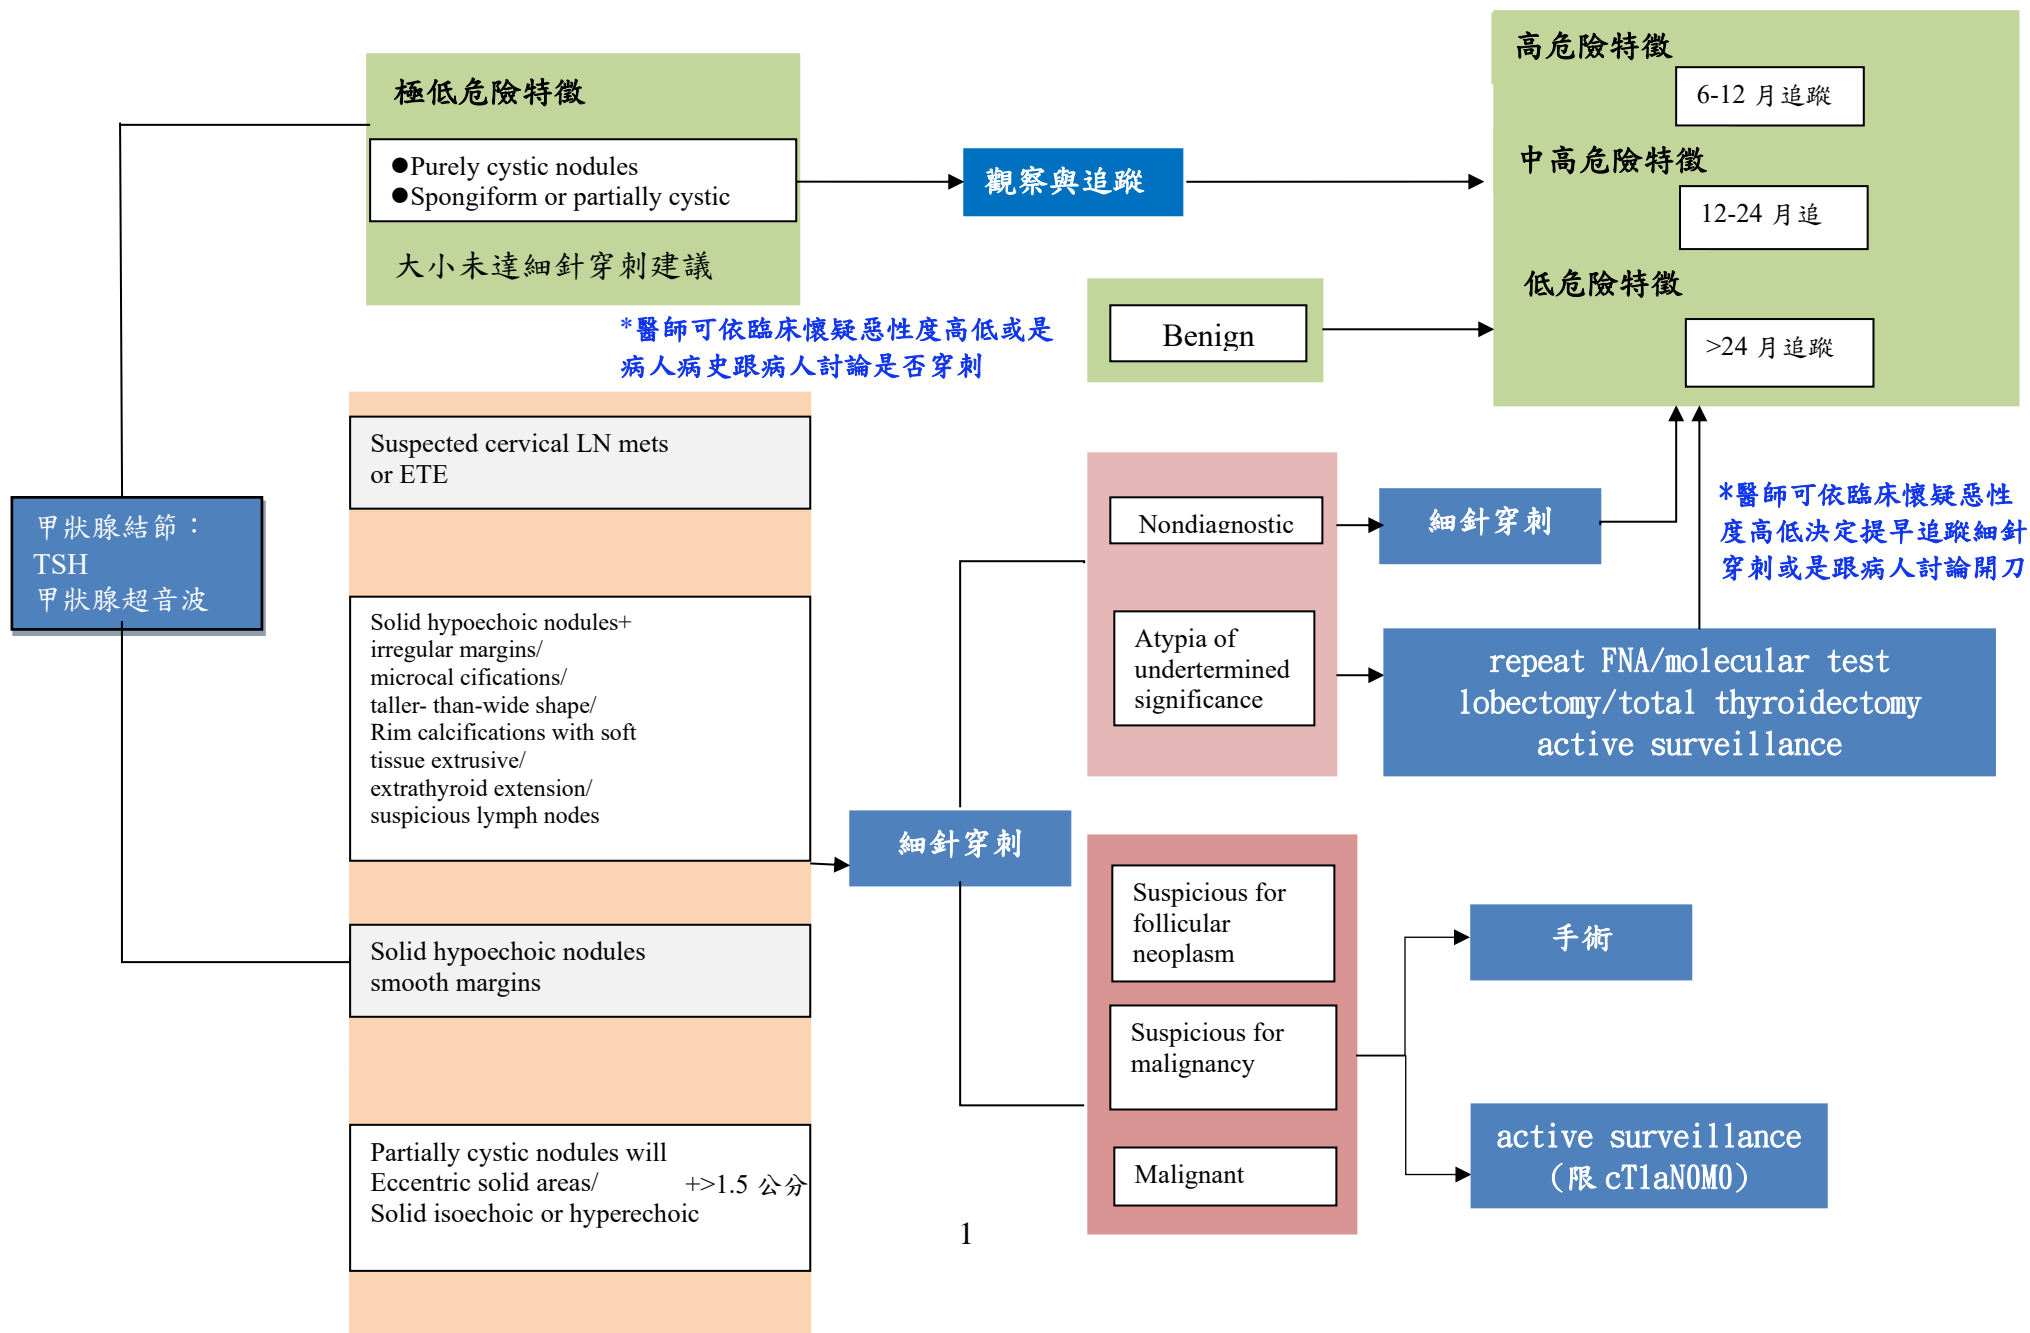 甲狀腺結節：
TSH
甲狀腺超音波
極低危險特徵
●Purely cystic nodules
●Spongiform or partially cystic
大小未達細針穿刺建議
*醫師可依臨床懷疑惡性度高低或是
病人病史跟病人討論是否穿刺
Suspected cervical LN mets
or ETE
Solid hypoechoic nodules+
irregular margins/
microcal cifications/
taller- than-wide shape/
Rim calcifications with soft
tissue extrusive/
extrathyroid extension/
suspicious lymph nodes
Solid hypoechoic nodules
smooth margins
Partially cystic nodules will
Eccentric solid areas/ +>1.5 公分
Solid isoechoic or hyperechoic
觀察與追蹤
細針穿刺
Benign
Nondiagnostic
Atypia of
undertermined
significance
Suspicious for
follicular
neoplasm
Suspicious for
malignancy
Malignant
高危險特徵
6-12 月追蹤
中高危險特徵
12-24 月追
低危險特徵
>24 月追蹤
細針穿刺
*醫師可依臨床懷疑惡性
度高低決定提早追蹤細針
穿刺或是跟病人討論開刀
repeat FNA/molecular test
lobectomy/total thyroidectomy
active surveillance
手術
active surveillance
(限 cT1aN0M0)
1